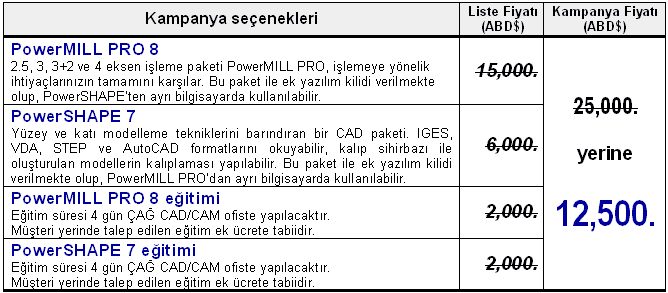 Kampanya seçenekleri
Liste Fiyatı
(ABD$)
Kampanya Fiyatı
(ABD$)
PowerMILL PRO 8
2.5, 3, 3+2 ve 4 eksen işleme paketi PowerMILL PRO, işlemeye yönelik
ihtiyaçlarınızın tamamını karşılar. Bu paket ile ek yazılım kilidi verilmekte
olup, PowerSHAPE'ten ayrı bilgisayarda kullanılabilir.
15,000.
PowerSHAPE 7
Yüzey ve katı modelleme tekniklerini barındıran bir CAD paketi. IGES,
VDA, STEP ve AutoCAD formatlarını okuyabilir, kalıp sihirbazı ile
oluşturulan modellerin kalıplaması yapılabilir. Bu paket ile ek yazılım kilidi
verilmekte olup, PowerMILL PRO'dan ayrı bilgisayarda kullanılabilir.
6,000.
PowerMILL PRO 8 eğitimi
Eğitim süresi 4 gün ÇAĞ CAD/CAM ofiste yapılacaktır.
Müşteri yerinde talep edilen eğitim ek ücrete tabiidir.
2,000.
PowerSHAPE 7 eğitimi
Eğitim süresi 4 gün ÇAĞ CAD/CAM ofiste yapılacaktır.
Müşteri yerinde talep edilen eğitim ek ücrete tabiidir.
2,000.
25,000.
yerine
12,500.